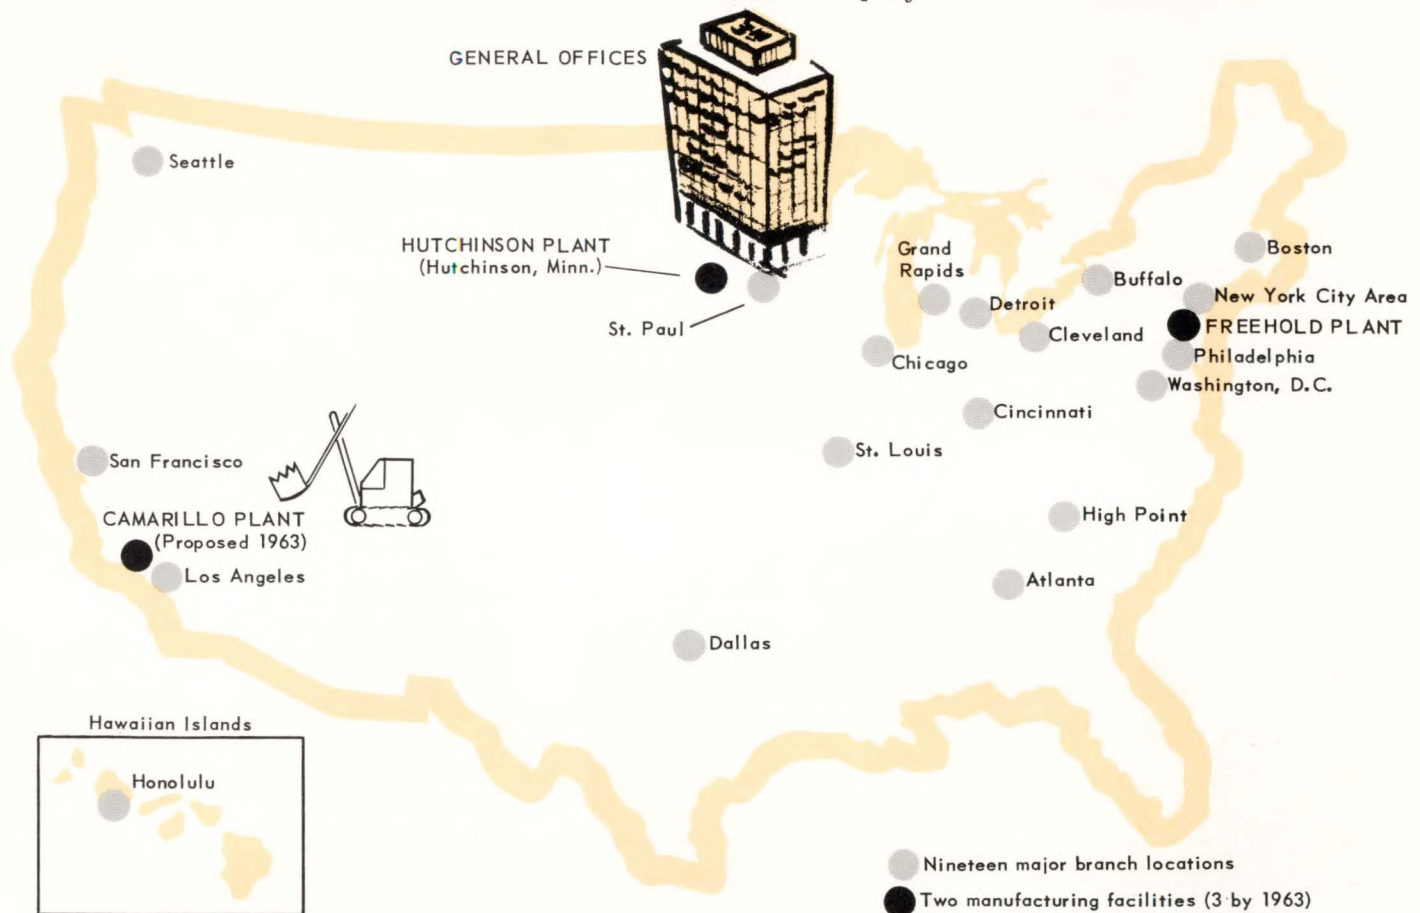 GENERAL OFFICES
3M
Seattle
HUTCHINSON PLANT
(Hutchinson, Minn.)
St. Paul
Grand
Rapids
Detroit
Buffalo
Boston
New York City Area
FREEHOLD PLANT
Cleveland
Philadelphia
Chicago
Washington, D.C.
Cincinnati
St. Louis
San Francisco
High Point
CAMARILLO PLANT
(Proposed 1963)
Los Angeles
Atlanta
Dallas
Hawaiian Islands
Honolulu
Nineteen major branch locations
Two manufacturing facilities (3 by 1963)